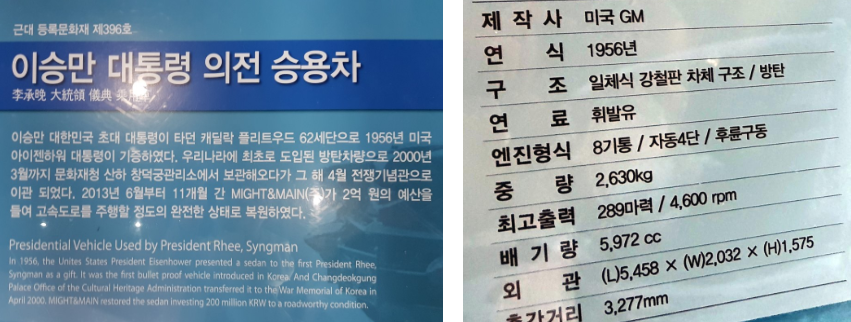 근대 등록문화재 제396호
이승만 대통령 의전 승용차
李承晩 大統領 儀典 乘用車
이승만 대한민국 초대 대통령이 타던 캐딜락 플리트우드 62세단으로 1956년 미국
아이젠하워 대통령이 기증하였다. 우리나라에 최초로 도입된 방탄차량으로 2000년
3월까지 문화재청 산하 창덕궁관리소에서 보관해오다가 그 해 4월 전쟁기념관으로
이관 되었다. 2013년 6월부터 11개월 간 MIGHT&MAIN(주)가 2억 원의 예산을
들여 고속도로를 주행할 정도의 완전한 상태로 복원하였다.
Presidential Vehicle Used by President Rhee, Syngman
In 1956, the Unites States President Eisenhower presented a sedan to the first President Rhee,
Syngman as a gift. It was the first bullet proof vehicle introduced in Korea. And Changdeokgung
Palace Office of the Cultural Heritage Administration transferred it to the War Memorial of Korea in
April 2000. MIGHT&MAIN restored the sedan investing 200 million KRW to a roadworthy condition.
제작사 미국 GM
연 식 1956년
구 조 일체식 강철판 차체 구조 / 방탄
연 료 휘발유
엔진형식 8기통 / 자동4단 / 후륜구동
중 량 2,630kg
최고출력 289마력 / 4,600 rpm
배기량 5,972 cc
외 관 (L)5,458 × (W)2,032 × (H)1,575
축간거리 3,277mm